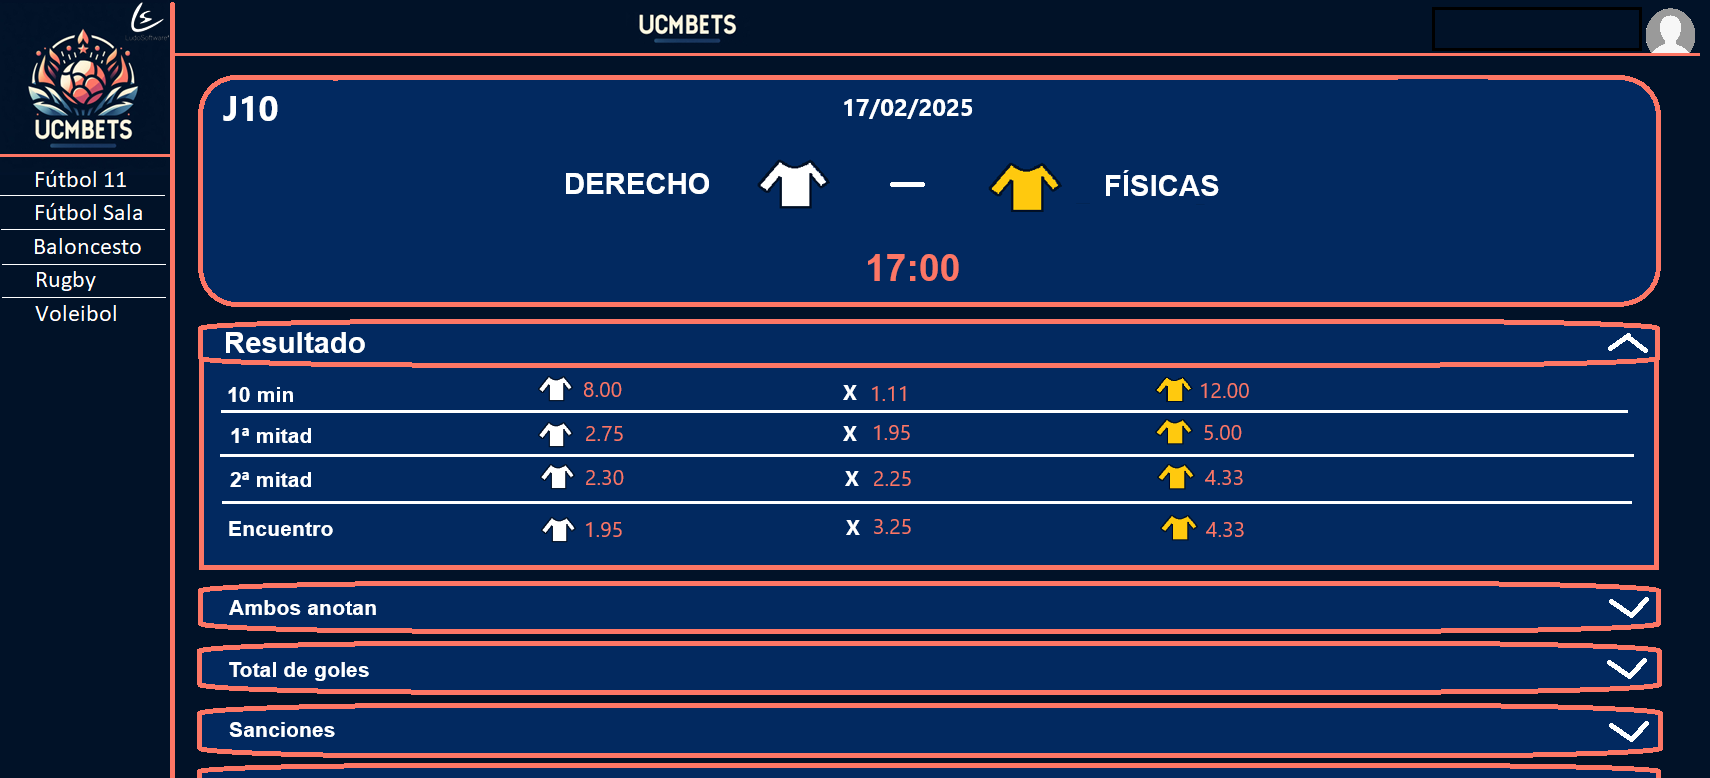 LudoSoftware
UCMBETS
UCMBETS
Fútbol 11
Fútbol Sala
Baloncesto
Rugby
Voleibol
J10
17/02/2025
DERECHO — FÍSICAS
17:00
Resultado
10 min 8.00 X 1.11 12.00
1ª mitad 2.75 X 1.95 5.00
2ª mitad 2.30 X 2.25 4.33
Encuentro 1.95 X 3.25 4.33
Ambos anotan
Total de goles
Sanciones